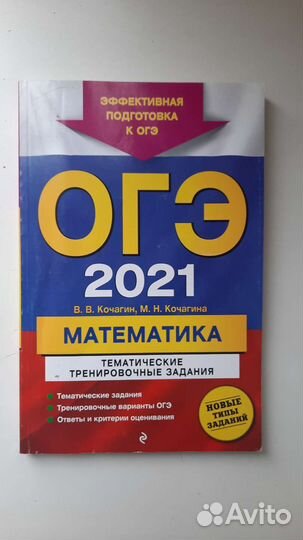 ЭФФЕКТИВНАЯ
ПОДГОТОВКА
К ОГЭ
ОГЭ
2021
В. В. Кочагин, М. Н. Кочагина
МАТЕМАТИКА
ТЕМАТИЧЕСКИЕ
ТРЕНИРОВОЧНЫЕ ЗАДАНИЯ
Тематические задания
Тренировочные варианты ОГЭ
Ответы и критерии оценивания
НОВЫЕ
ТИПЫ
ЗАДАНИЙ
Avito